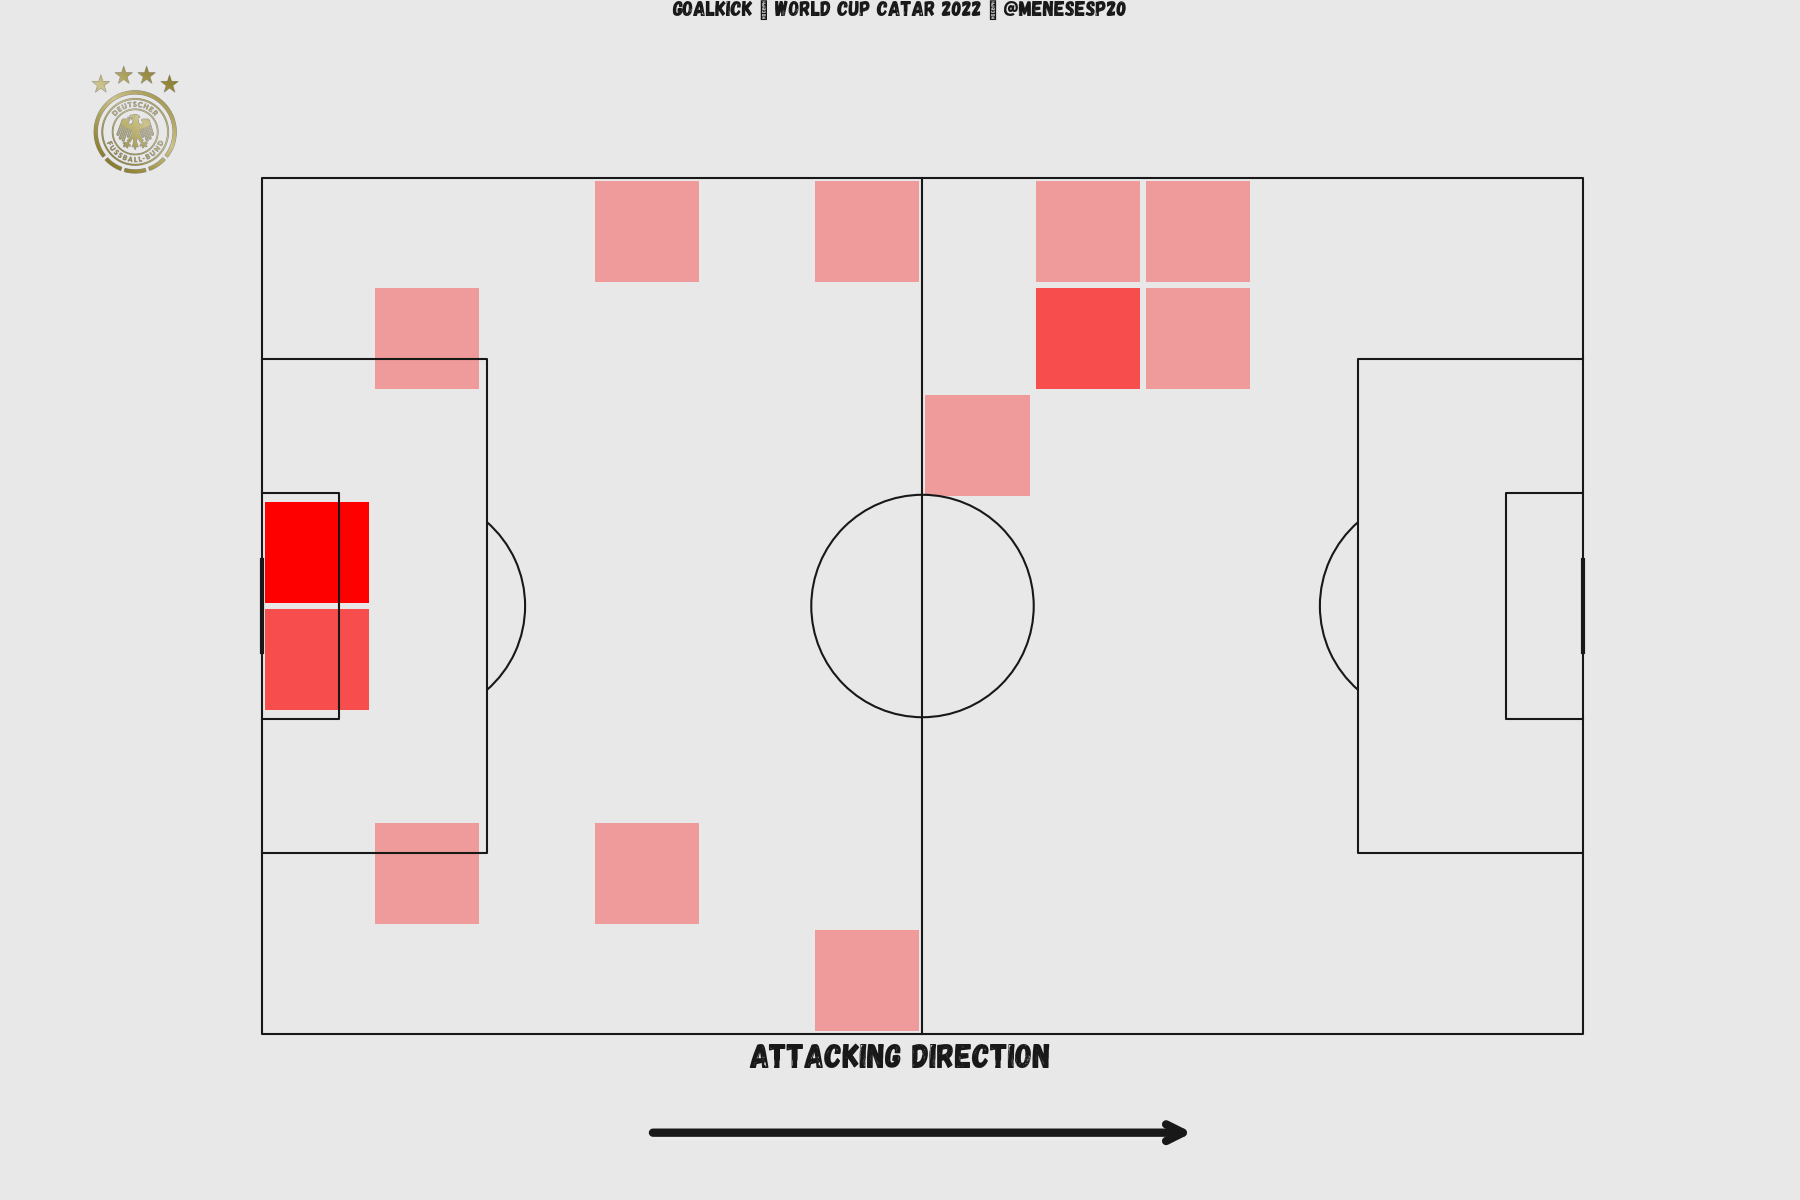 GOALKICK | WORLD CUP CATAR 2022 | @MENESESP20
DEUTSCHER
FUSSBALL-BUND
ATTACKING DIRECTION